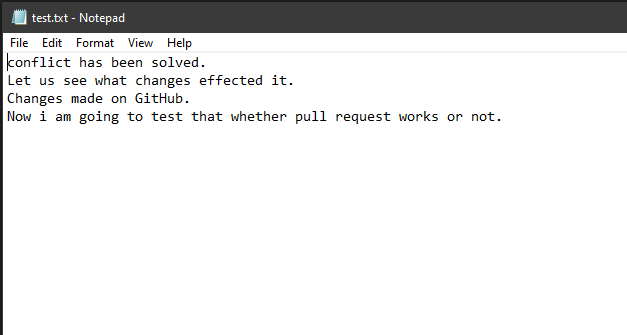 test.txt - Notepad
File Edit Format View Help
conflict has been solved.
Let us see what changes effected it.
Changes made on GitHub.
Now i am going to test that whether pull request works or not.